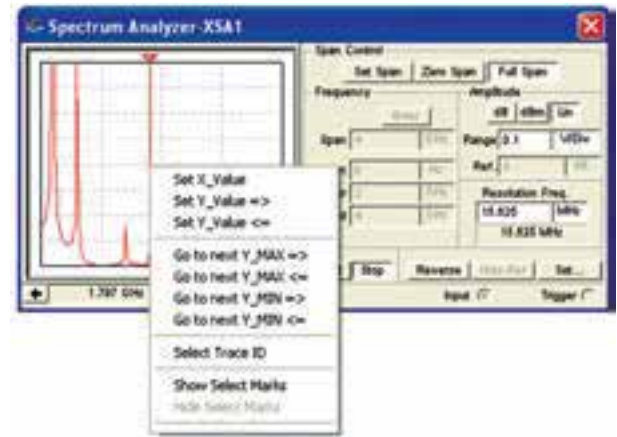 Spectrum Analyzer-XSA1
Span Control
Set Span Zero Span Full Span
Frequency
Span
Amplitude
dB dBm Lin
Range 0.1 V/Div
Ref.
Resolution Freq.
15.625 MHz
15.625 MHz
Stop Reverse Set...
1.707 GHz
Input Trigger
Set X_Value
Set Y_Value =>
Set Y_Value <=
Go to next Y_MAX =>
Go to next Y_MAX <=
Go to next Y_MIN =>
Go to next Y_MIN <=
Select Trace ID
Show Select Marks
Hide Select Marks